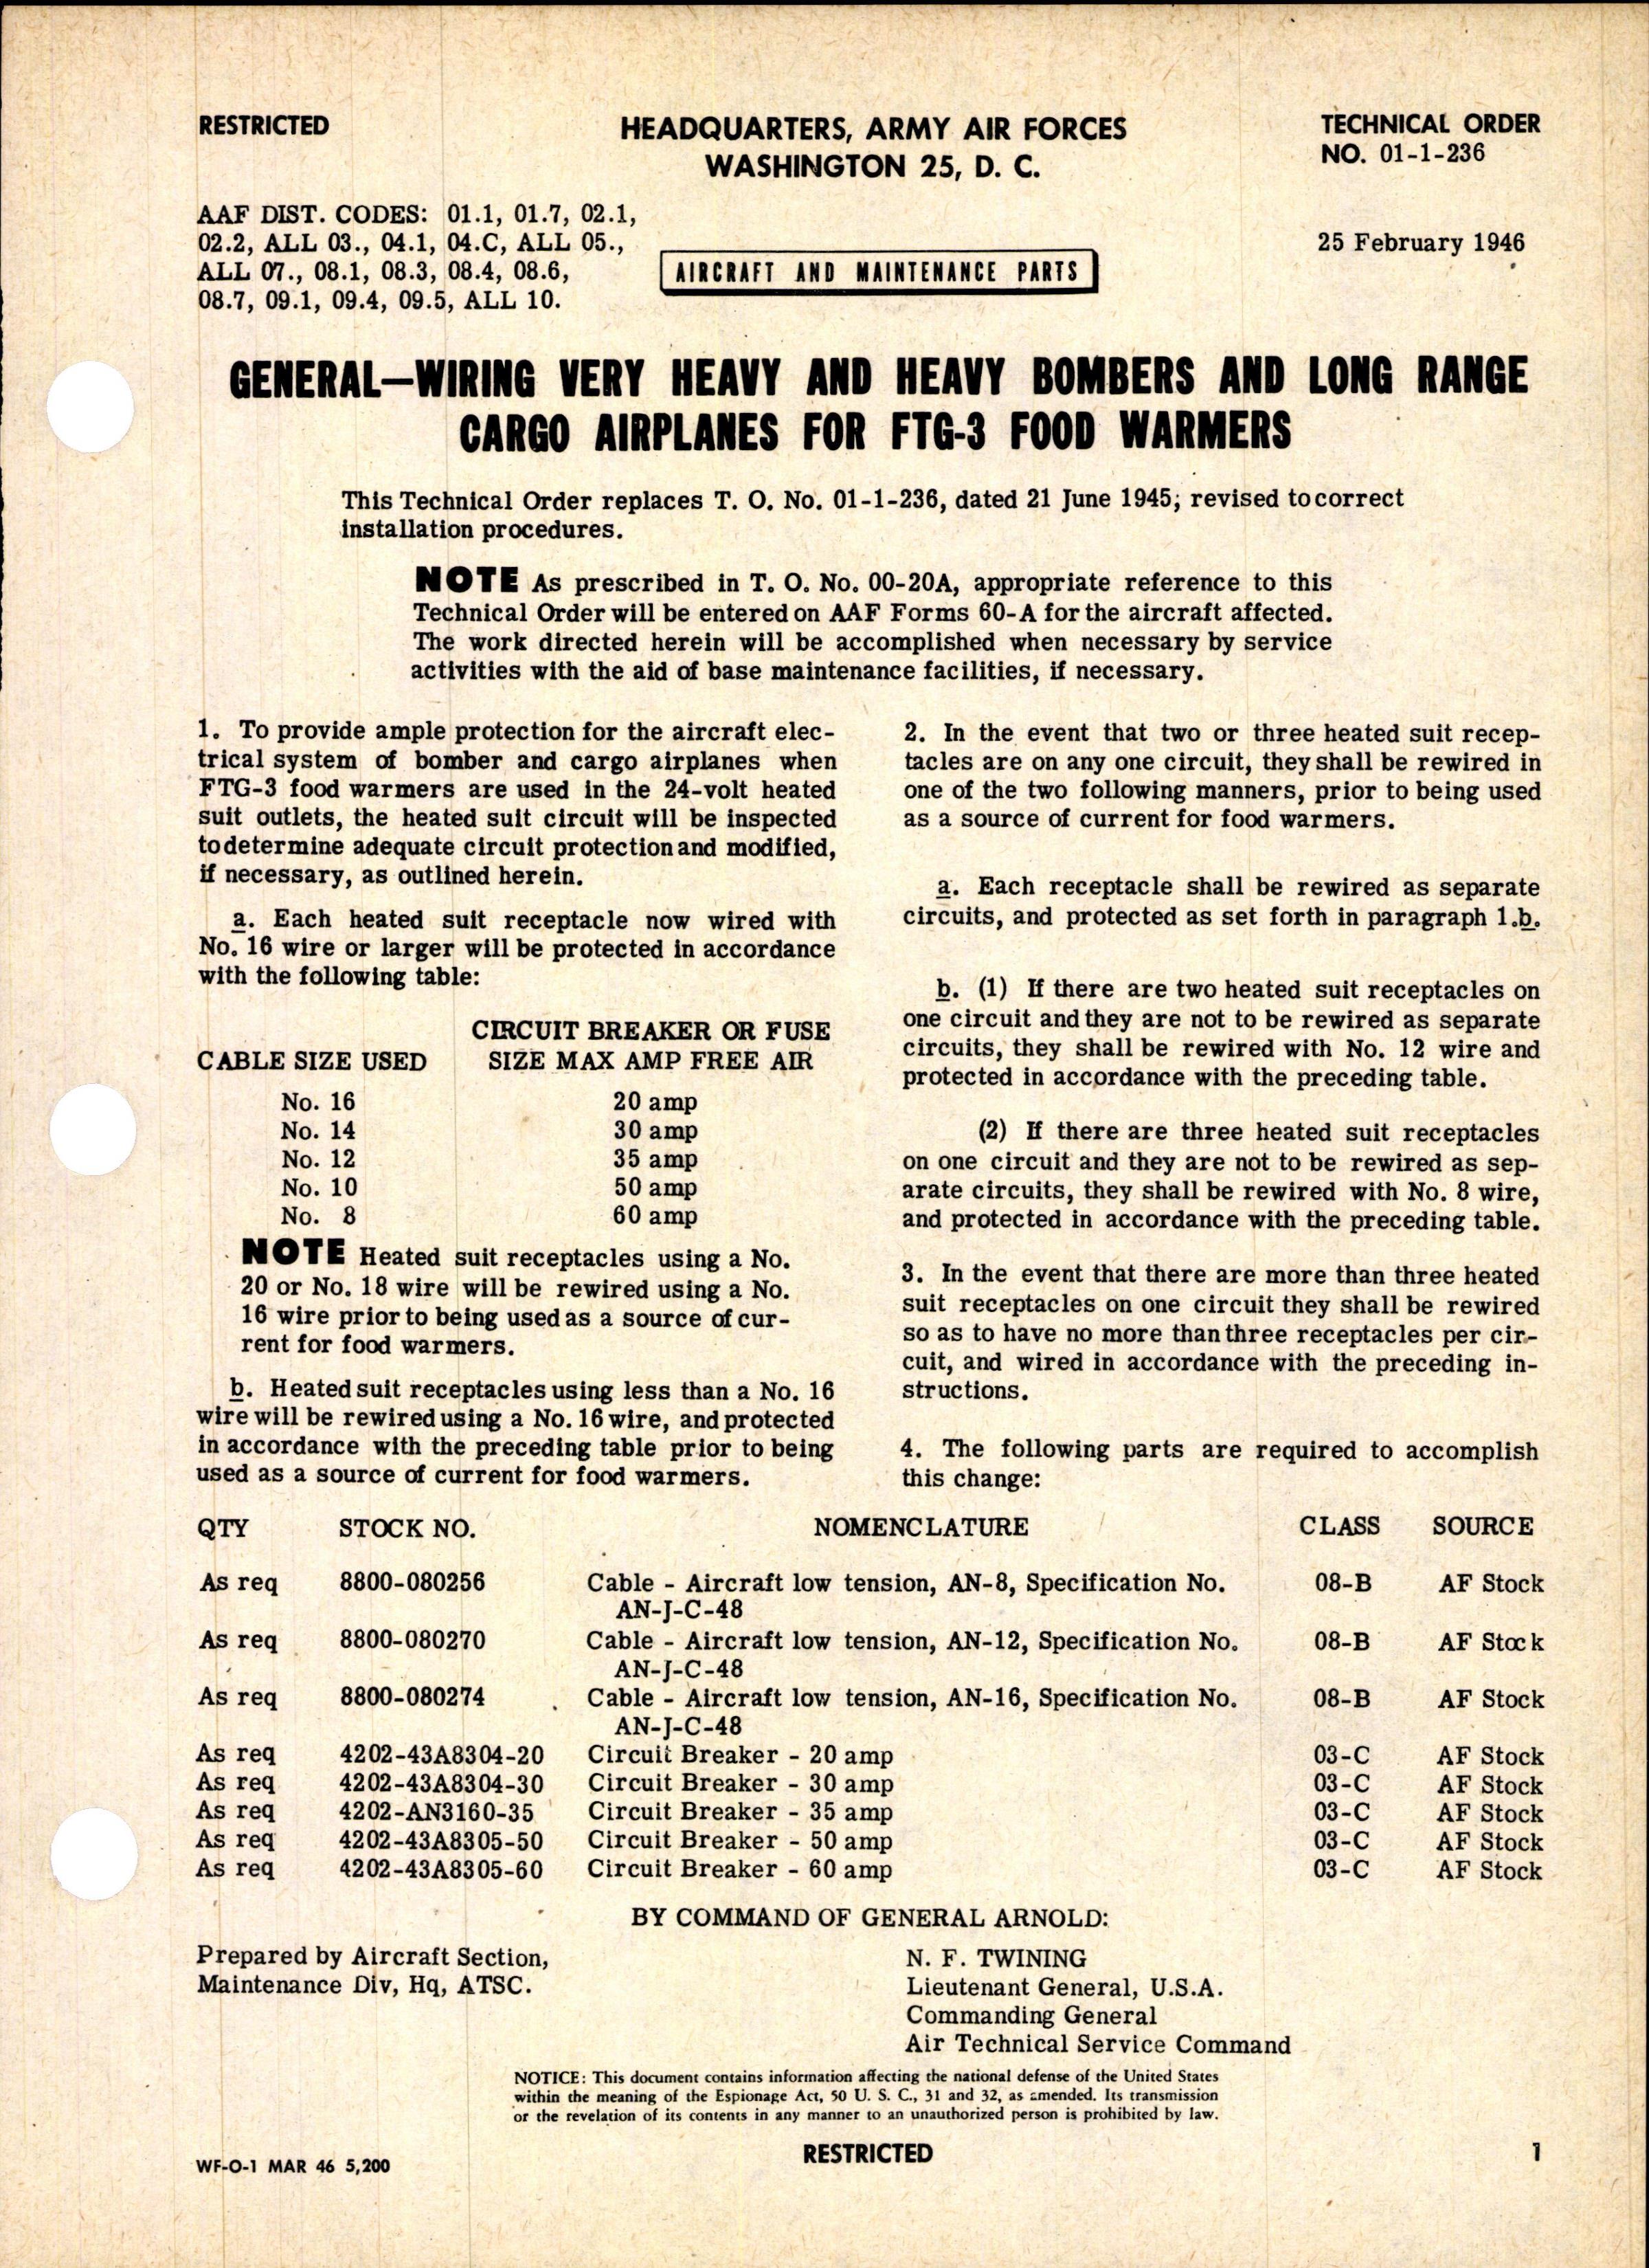 RESTRICTED
HEADQUARTERS, ARMY AIR FORCES
WASHINGTON 25, D. C.
TECHNICAL ORDER
NO. 01-1-236
AAF DIST. CODES: 01.1, 01.7, 02.1,
02.2, ALL 03., 04.1, 04.C, ALL 05.,
ALL 07., 08.1, 08.3, 08.4, 08.6,
08.7, 09.1, 09.4, 09.5, ALL 10.
25 February 1946
AIRCRAFT AND MAINTENANCE PARTS
GENERAL—WIRING VERY HEAVY AND HEAVY BOMBERS AND LONG RANGE
CARGO AIRPLANES FOR FTG-3 FOOD WARMERS
This Technical Order replaces T. O. No. 01-1-236, dated 21 June 1945; revised to correct
installation procedures.
NOTE As prescribed in T. O. No. 00-20A, appropriate reference to this
Technical Order will be entered on AAF Forms 60-A for the aircraft affected.
The work directed herein will be accomplished when necessary by service
activities with the aid of base maintenance facilities, if necessary.
1. To provide ample protection for the aircraft elec-
trical system of bomber and cargo airplanes when
FTG-3 food warmers are used in the 24-volt heated
suit outlets, the heated suit circuit will be inspected
to determine adequate circuit protection and modified,
if necessary, as outlined herein.
a. Each heated suit receptacle now wired with
No. 16 wire or larger will be protected in accordance
with the following table:
CIRCUIT BREAKER OR FUSE
CABLE SIZE USED SIZE MAX AMP FREE AIR
No. 16 20 amp
No. 14 30 amp
No. 12 35 amp
No. 10 50 amp
No. 8 60 amp
NOTE Heated suit receptacles using a No.
20 or No. 18 wire will be rewired using a No.
16 wire prior to being used as a source of cur-
rent for food warmers.
b. Heated suit receptacles using less than a No. 16
wire will be rewired using a No. 16 wire, and protected
in accordance with the preceding table prior to being
used as a source of current for food warmers.
2. In the event that two or three heated suit recep-
tacles are on any one circuit, they shall be rewired in
one of the two following manners, prior to being used
as a source of current for food warmers.
a. Each receptacle shall be rewired as separate
circuits, and protected as set forth in paragraph 1.b.
b. (1) If there are two heated suit receptacles on
one circuit and they are not to be rewired as separate
circuits, they shall be rewired with No. 12 wire and
protected in accordance with the preceding table.
(2) If there are three heated suit receptacles
on one circuit and they are not to be rewired as sep-
arate circuits, they shall be rewired with No. 8 wire,
and protected in accordance with the preceding table.
3. In the event that there are more than three heated
suit receptacles on one circuit they shall be rewired
so as to have no more than three receptacles per cir-
cuit, and wired in accordance with the preceding in-
structions.
4. The following parts are required to accomplish
this change:
QTY STOCK NO. NOMENCLATURE CLASS SOURCE
As req 8800-080256 Cable - Aircraft low tension, AN-8, Specification No. 08-B AF Stock
AN-J-C-48
As req 8800-080270 Cable - Aircraft low tension, AN-12, Specification No. 08-B AF Stock
AN-J-C-48
As req 8800-080274 Cable - Aircraft low tension, AN-16, Specification No. 08-B AF Stock
AN-J-C-48
As req 4202-43A8304-20 Circuit Breaker - 20 amp 03-C AF Stock
As req 4202-43A8304-30 Circuit Breaker - 30 amp 03-C AF Stock
As req 4202-AN3160-35 Circuit Breaker - 35 amp 03-C AF Stock
As req 4202-43A8305-50 Circuit Breaker - 50 amp 03-C AF Stock
As req 4202-43A8305-60 Circuit Breaker - 60 amp 03-C AF Stock
BY COMMAND OF GENERAL ARNOLD:
Prepared by Aircraft Section,
Maintenance Div, Hq, ATSC.
N. F. TWINING
Lieutenant General, U.S.A.
Commanding General
Air Technical Service Command
NOTICE: This document contains information affecting the national defense of the United States
within the meaning of the Espionage Act, 50 U. S. C., 31 and 32, as amended. Its transmission
or the revelation of its contents in any manner to an unauthorized person is prohibited by law.
RESTRICTED
WF-O-1 MAR 46 5,200
1